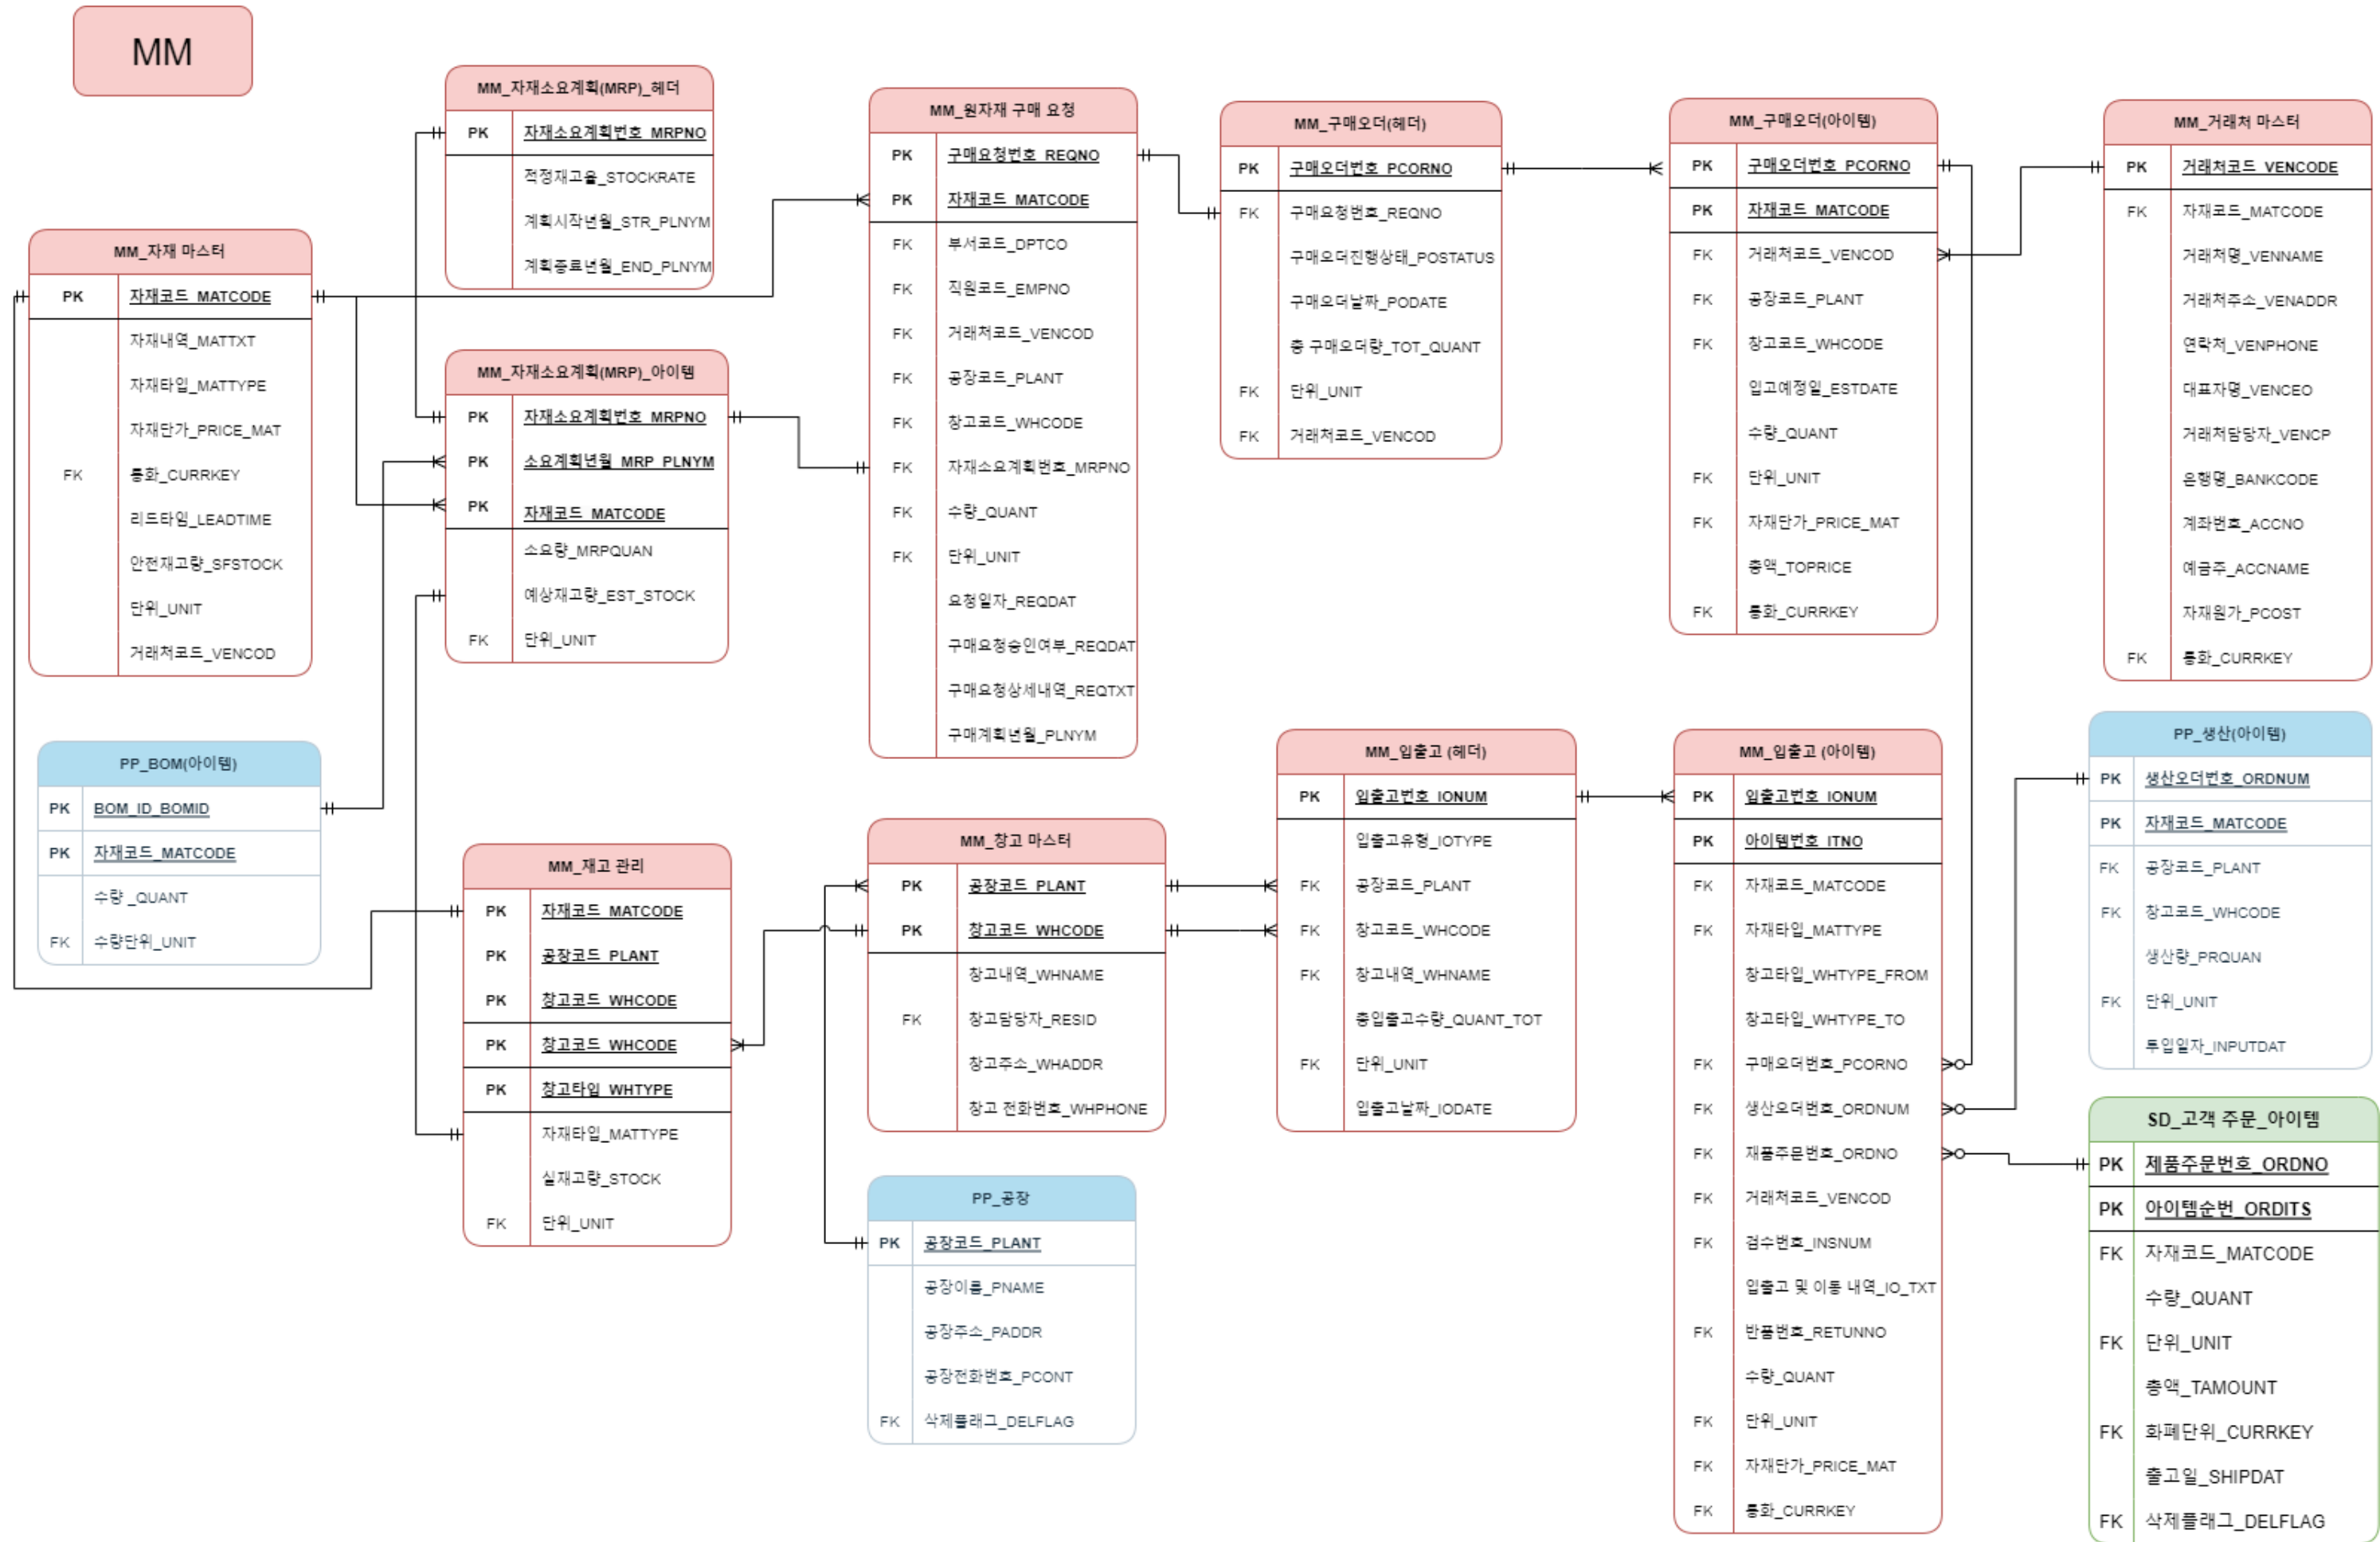 MM
MM_자재소요계획(MRP)_헤더
PK 자재소요계획번호_MRPNO
적정재고율_STOCKRATE
계획시작년월_STR_PLNYM
계획종료년월_END_PLNYM
MM_원자재 구매 요청
PK 구매요청번호_REQNO
PK 자재코드_MATCODE
FK 부서코드_DPTCO
FK 직원코드_EMPNO
FK 거래처코드_VENCOD
FK 공장코드_PLANT
FK 창고코드_WHCODE
FK 자재소요계획번호_MRPNO
FK 수량_QUANT
FK 단위_UNIT
요청일자_REQDAT
구매요청승인여부_REQDAT
구매요청상세내역_REQTXT
구매계획년월_PLNYM
MM_구매오더(헤더)
PK 구매오더번호_PCORNO
FK 구매요청번호_REQNO
구매오더진행상태_POSTATUS
구매오더날짜_PODATE
총 구매오더량_TOT_QUANT
FK 단위_UNIT
FK 거래처코드_VENCOD
MM_구매오더(아이템)
PK 구매오더번호_PCORNO
PK 자재코드_MATCODE
FK 거래처코드_VENCOD
FK 공장코드_PLANT
FK 창고코드_WHCODE
입고예정일_ESTDATE
수량_QUANT
FK 단위_UNIT
FK 자재단가_PRICE_MAT
총액_TOPRICE
FK 통화_CURRKEY
MM_거래처 마스터
PK 거래처코드_VENCODE
FK 자재코드_MATCODE
거래처명_VENNAME
거래처주소_VENADDR
연락처_VENPHONE
대표자명_VENCEO
거래처담당자_VENCP
은행명_BANKCODE
계좌번호_ACCNO
예금주_ACCNAME
자재원가_PCOST
FK 통화_CURRKEY
MM_자재 마스터
PK 자재코드_MATCODE
자재내역_MATTXT
자재타입_MATTYPE
자재단가_PRICE_MAT
FK 통화_CURRKEY
리드타임_LEADTIME
안전재고량_SFSTOCK
단위_UNIT
거래처코드_VENCOD
MM_자재소요계획(MRP)_아이템
PK 자재소요계획번호_MRPNO
PK 소요계획년월_MRP_PLNYM
PK 자재코드_MATCODE
소요량_MRPQUAN
예상재고량_EST_STOCK
FK 단위_UNIT
PP_BOM(아이템)
PK BOM_ID_BOMID
PK 자재코드_MATCODE
수량 _QUANT
FK 수량단위_UNIT
MM_재고 관리
PK 자재코드_MATCODE
PK 공장코드_PLANT
PK 창고코드_WHCODE
PK 창고코드_WHCODE
PK 창고타입_WHTYPE
자재타입_MATTYPE
실재고량_STOCK
FK 단위_UNIT
MM_창고 마스터
PK 공장코드_PLANT
PK 창고코드_WHCODE
창고내역_WHNAME
FK 창고담당자_RESID
창고주소_WHADDR
창고 전화번호_WHPHONE
PP_공장
PK 공장코드_PLANT
공장이름_PNAME
공장주소_PADDR
공장전화번호_PCONT
FK 삭제플래그_DELFLAG
MM_입출고 (헤더)
PK 입출고번호_IONUM
입출고유형_IOTYPE
FK 공장코드_PLANT
FK 창고코드_WHCODE
FK 창고내역_WHNAME
총입출고수량_QUANT_TOT
FK 단위_UNIT
입출고날짜_IODATE
MM_입출고 (아이템)
PK 입출고번호_IONUM
PK 아이템번호_ITNO
FK 자재코드_MATCODE
FK 자재타입_MATTYPE
창고타입_WHTYPE_FROM
창고타입_WHTYPE_TO
FK 구매오더번호_PCORNO
FK 생산오더번호_ORDNUM
FK 제품주문번호_ORDNO
FK 거래처코드_VENCOD
FK 검수번호_INSNUM
입출고 및 이동 내역_IO_TXT
FK 반품번호_RETUNNO
수량_QUANT
FK 단위_UNIT
FK 자재단가_PRICE_MAT
FK 통화_CURRKEY
PP_생산(아이템)
PK 생산오더번호_ORDNUM
PK 자재코드_MATCODE
FK 공장코드_PLANT
FK 창고코드_WHCODE
생산량_PRQUAN
FK 단위_UNIT
투입일자_INPUTDAT
SD_고객 주문_아이템
PK 제품주문번호_ORDNO
PK 아이템순번_ORDITS
FK 자재코드_MATCODE
수량_QUANT
FK 단위_UNIT
총액_TAMOUNT
FK 화폐단위_CURRKEY
출고일_SHIPDAT
FK 삭제플래그_DELFLAG